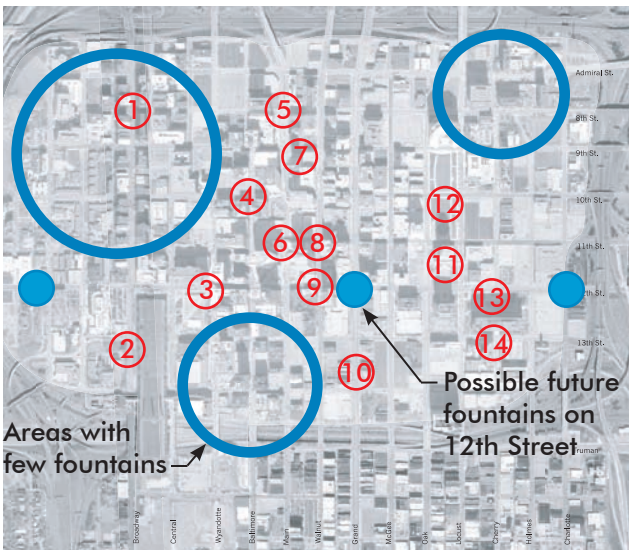 Admiral St.
1
5
8th St.
7
9th St.
4
12
10th St.
6
8
11th St.
11
3
9
13
2
14
13th St.
10
Possible future
fountains on
12th Street
Areas with
few fountains
Broadway
Central
Wyandotte
Baltimore
Main
Walnut
Grand
McGee
Oak
Locust
Cherry
Holmes
Charlotte